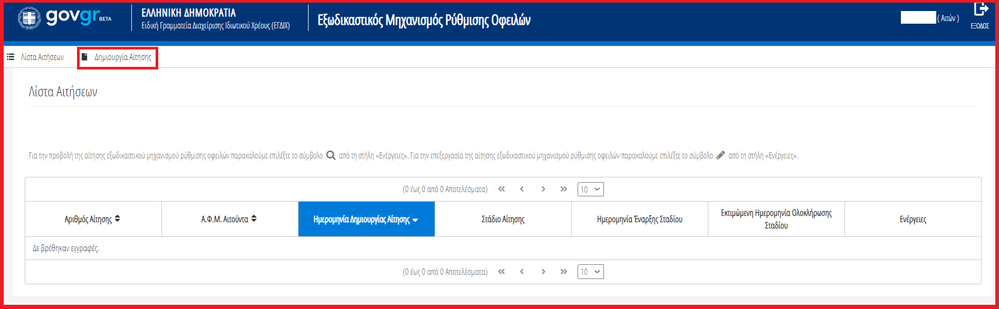 govgr BETA
ΕΛΛΗΝΙΚΗ ΔΗΜΟΚΡΑΤΙΑ
Ειδική Γραμματεία Διαχείρισης Ιδιωτικού Χρέους (ΕΓΔΙΧ)
Εξωδικαστικός Μηχανισμός Ρύθμισης Οφειλών
( Αιτών )
ΕΞΟΔΟΣ
Λίστα Αιτήσεων
Δημιουργία Αίτησης
Λίστα Αιτήσεων
Για την προβολή της αίτησης εξωδικαστικού μηχανισμού ρύθμισης οφειλών παρακαλούμε επιλέξτε το σύμβολο από τη στήλη «Ενέργειες». Για την επεξεργασία της αίτησης εξωδικαστικού μηχανισμού ρύθμισης οφειλών παρακαλούμε επιλέξτε το σύμβολο από τη στήλη «Ενέργειες».
(0 έως 0 από 0 Αποτελέσματα) « ‹ › » 10
Αριθμός Αίτησης
Α.Φ.Μ. Αιτούντα
Ημερομηνία Δημιουργίας Αίτησης
Στάδιο Αίτησης
Ημερομηνία Έναρξης Σταδίου
Εκτιμώμενη Ημερομηνία Ολοκλήρωσης
Σταδίου
Ενέργειες
Δε βρέθηκαν εγγραφές.
(0 έως 0 από 0 Αποτελέσματα) « ‹ › » 10